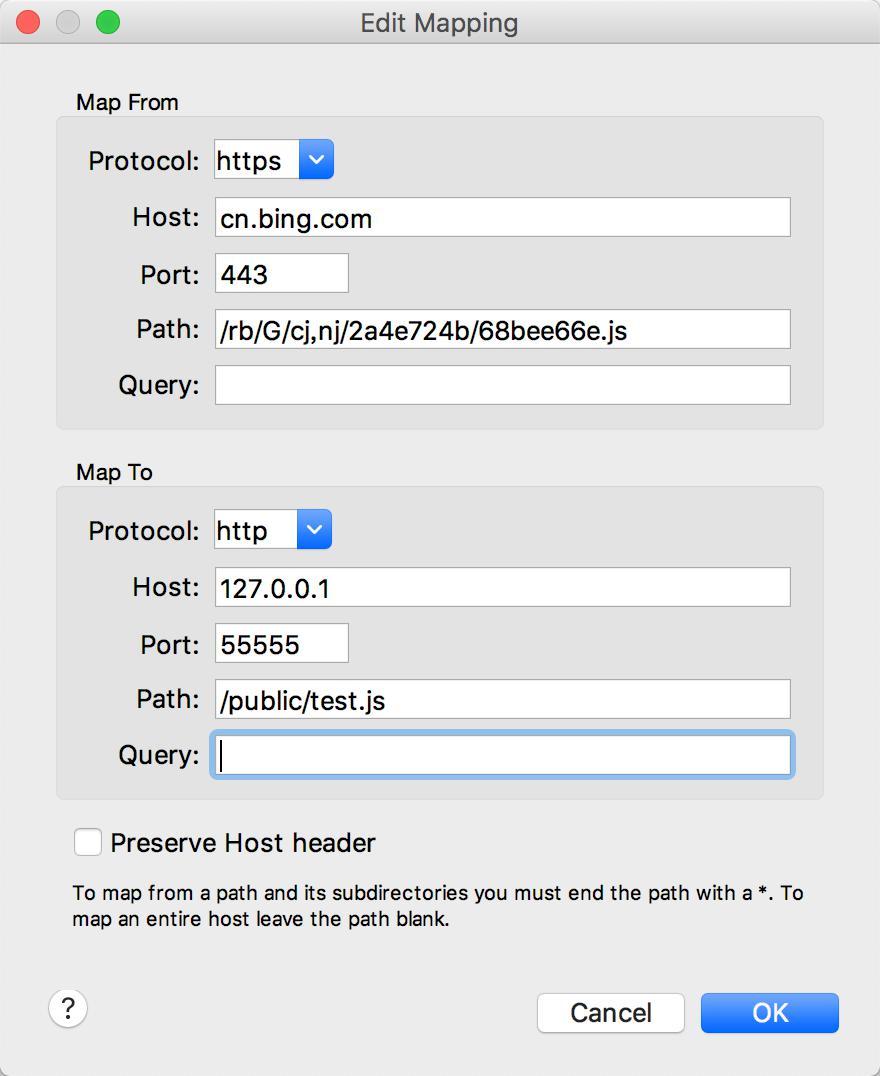 Edit Mapping
Map From
Protocol: https
Host: cn.bing.com
Port: 443
Path: /rb/G/cj,nj/2a4e724b/68bee66e.js
Query:
Map To
Protocol: http
Host: 127.0.0.1
Port: 55555
Path: /public/test.js
Query:
Preserve Host header
To map from a path and its subdirectories you must end the path with a *. To
map an entire host leave the path blank.
? Cancel OK